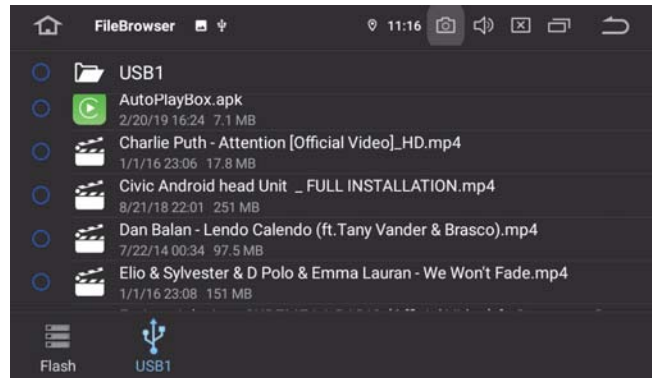 FileBrowser 11:16
USB1
AutoPlayBox.apk
2/20/19 16:24 7.1 MB
Charlie Puth - Attention [Official Video]_HD.mp4
1/1/16 23:06 17.8 MB
Civic Android head Unit _ FULL INSTALLATION.mp4
8/21/18 22:01 251 MB
Dan Balan - Lendo Calendo (ft.Tany Vander & Brasco).mp4
7/22/14 00:34 97.5 MB
Elio & Sylvester & D Polo & Emma Lauran - We Won't Fade.mp4
1/1/16 23:08 151 MB
Flash USB1